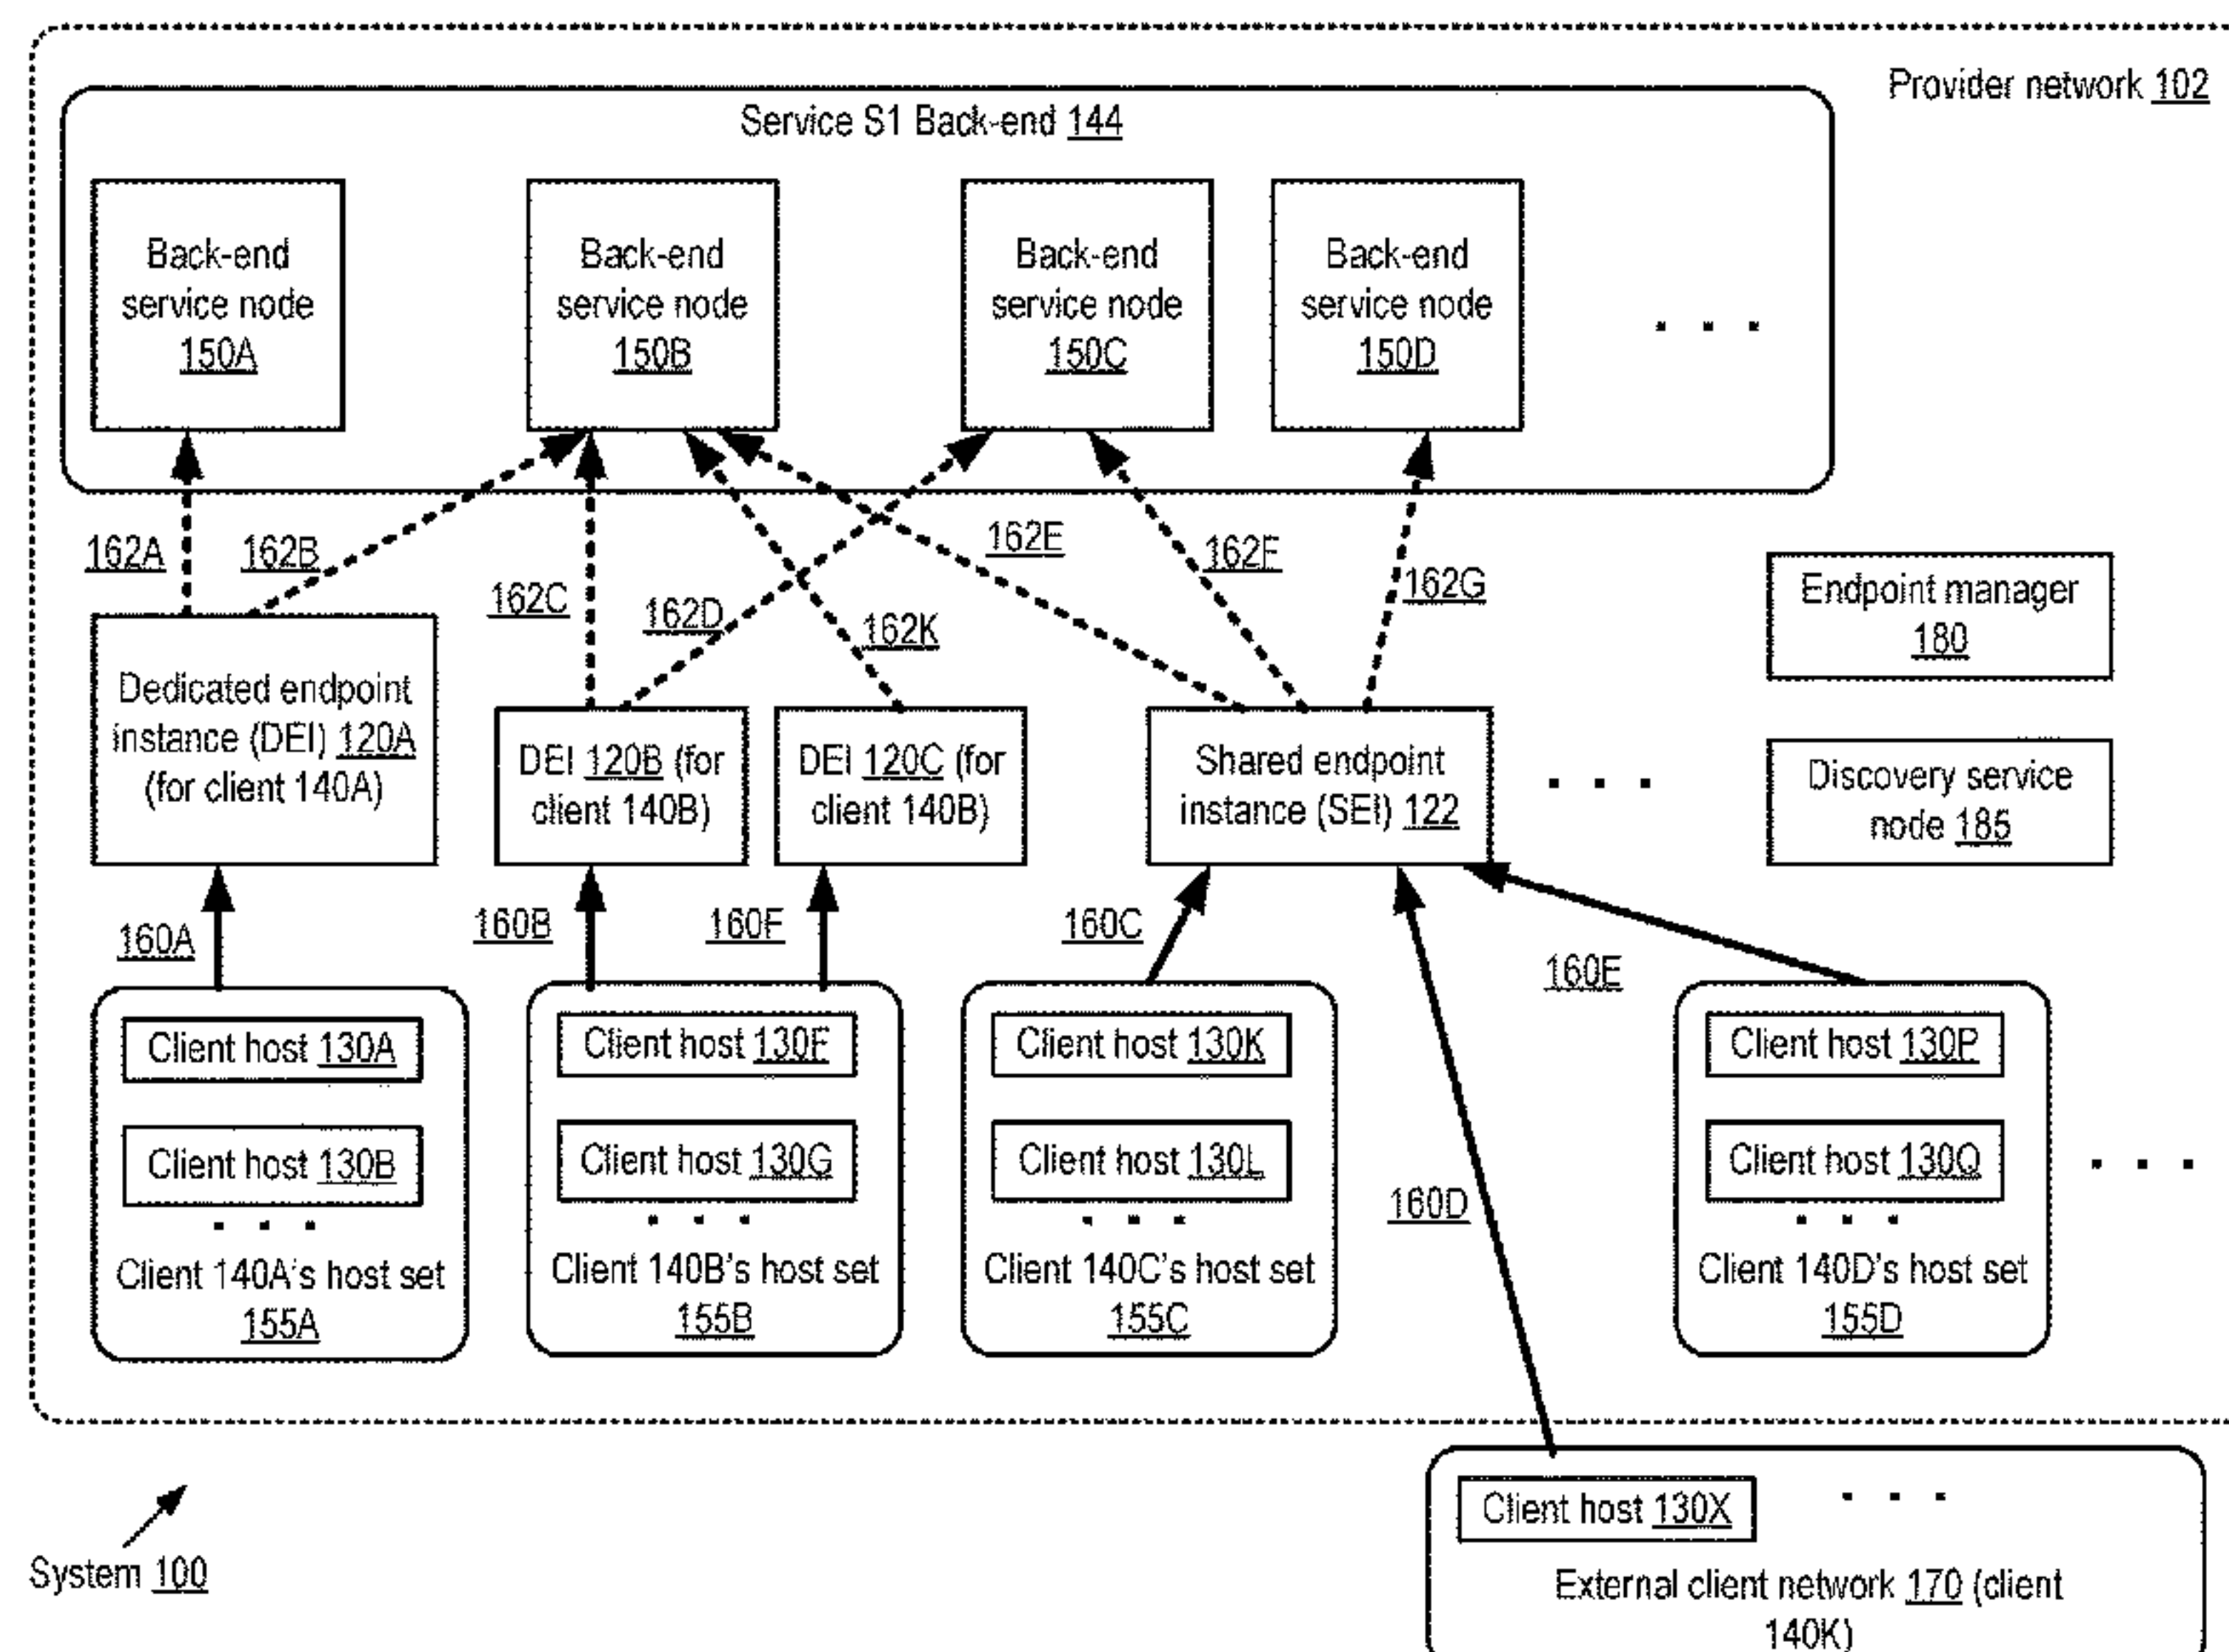 Provider network 102
Service S1 Back-end 144
Back-end
service node
150A
Back-end
service node
150B
Back-end
service node
150C
Back-end
service node
150D
. . .
162A
162B
162C
162D
162K
162E
162F
162G
Endpoint manager
180
Dedicated endpoint
instance (DEI) 120A
(for client 140A)
DEI 120B (for
client 140B)
DEI 120C (for
client 140B)
Shared endpoint
instance (SEI) 122
. . .
Discovery service
node 185
160A
160B
160F
160C
160E
160D
Client host 130A
Client host 130B
. . .
Client 140A's host set
155A
Client host 130F
Client host 130G
. . .
Client 140B's host set
155B
Client host 130K
Client host 130L
. . .
Client 140C's host set
155C
Client host 130P
Client host 130Q
. . .
Client 140D's host set
155D
. . .
System 100
Client host 130X
. . .
External client network 170 (client
140K)